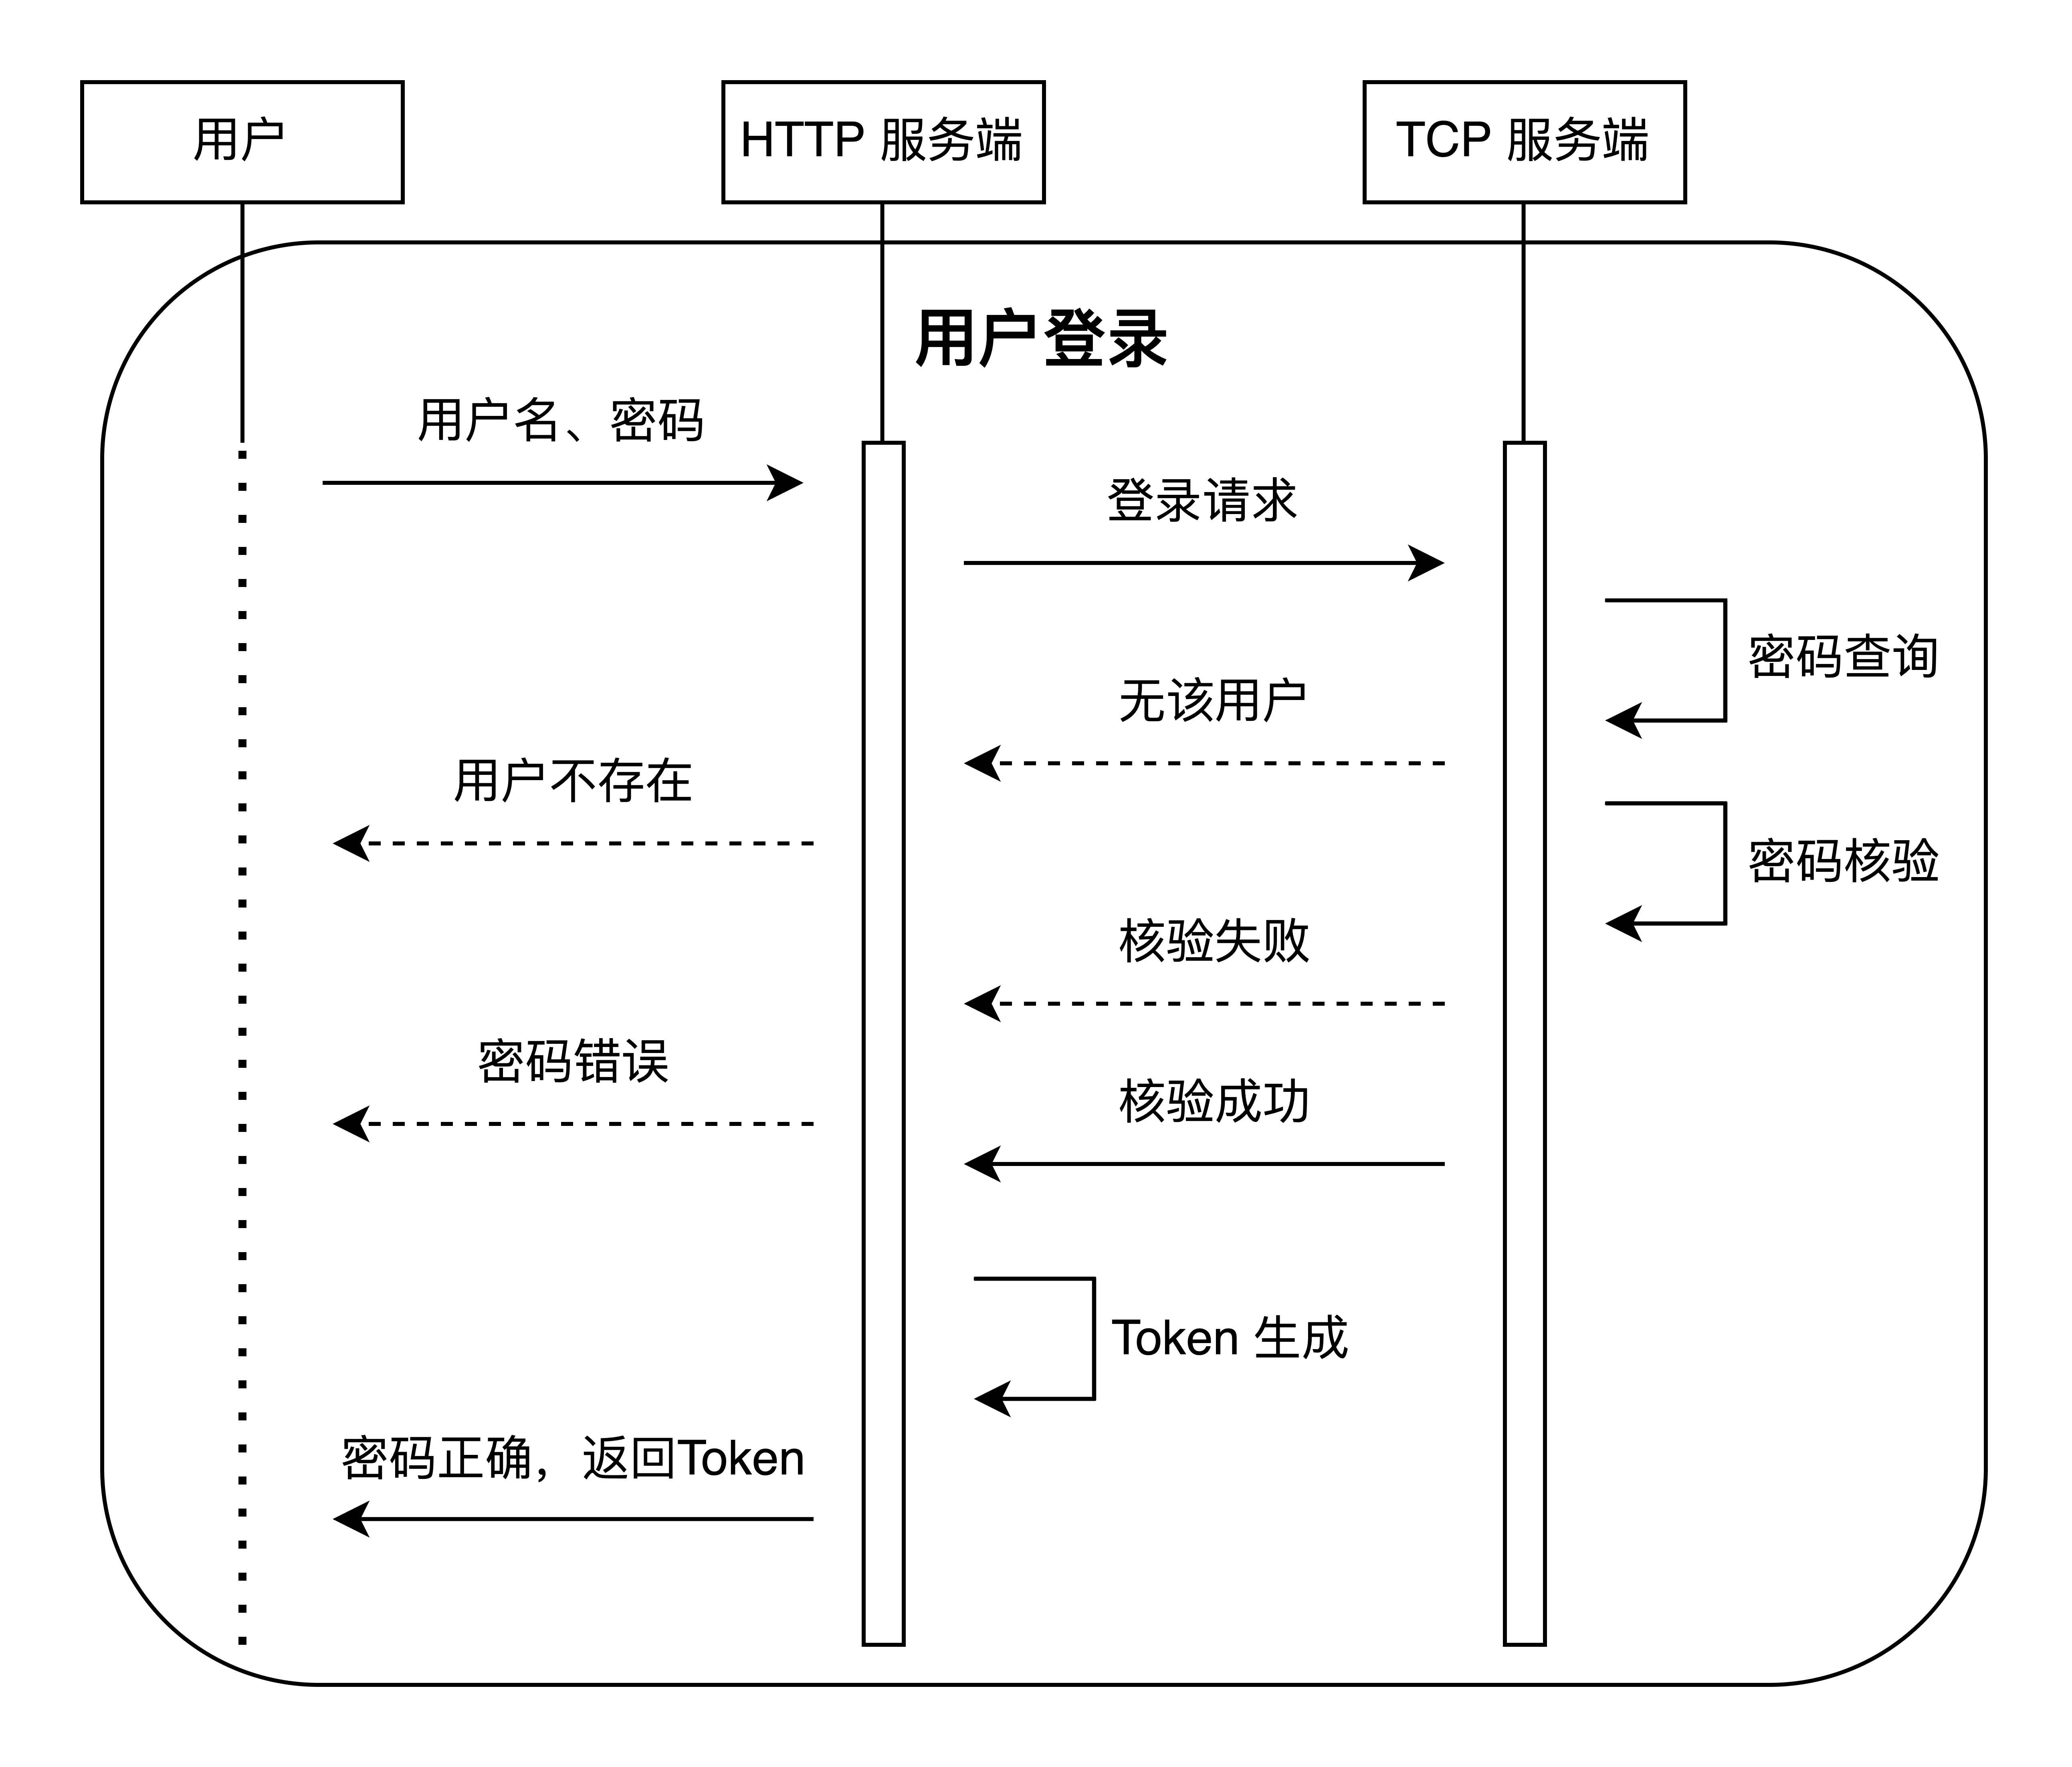 用户
HTTP 服务端
TCP 服务端
用户登录
用户名、密码
登录请求
密码查询
无该用户
用户不存在
密码核验
核验失败
密码错误
核验成功
Token 生成
密码正确，返回Token